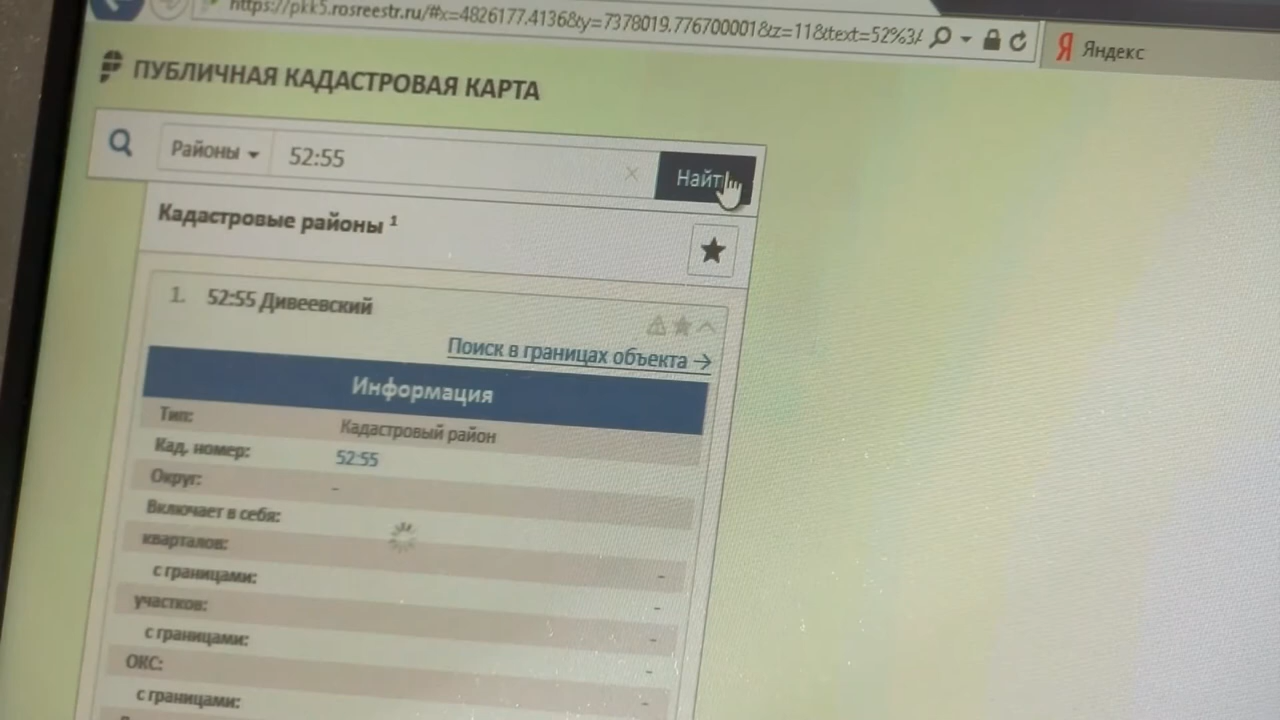 https://pkk5.rosreestr.ru/#x=4826177.4136&y=7378019.776700001&z=11&text=52%3A
Яндекс
ПУБЛИЧНАЯ КАДАСТРОВАЯ КАРТА
Районы 52:55 × Найт
Кадастровые районы 1
1. 52:55 Дивеевский
Поиск в границах объекта →
Информация
Тип: Кадастровый район
Кад. номер: 52:55
Округ: -
Включает в себя:
кварталов:
с границами: -
участков: -
с границами: -
ОКС: -
с границами: -